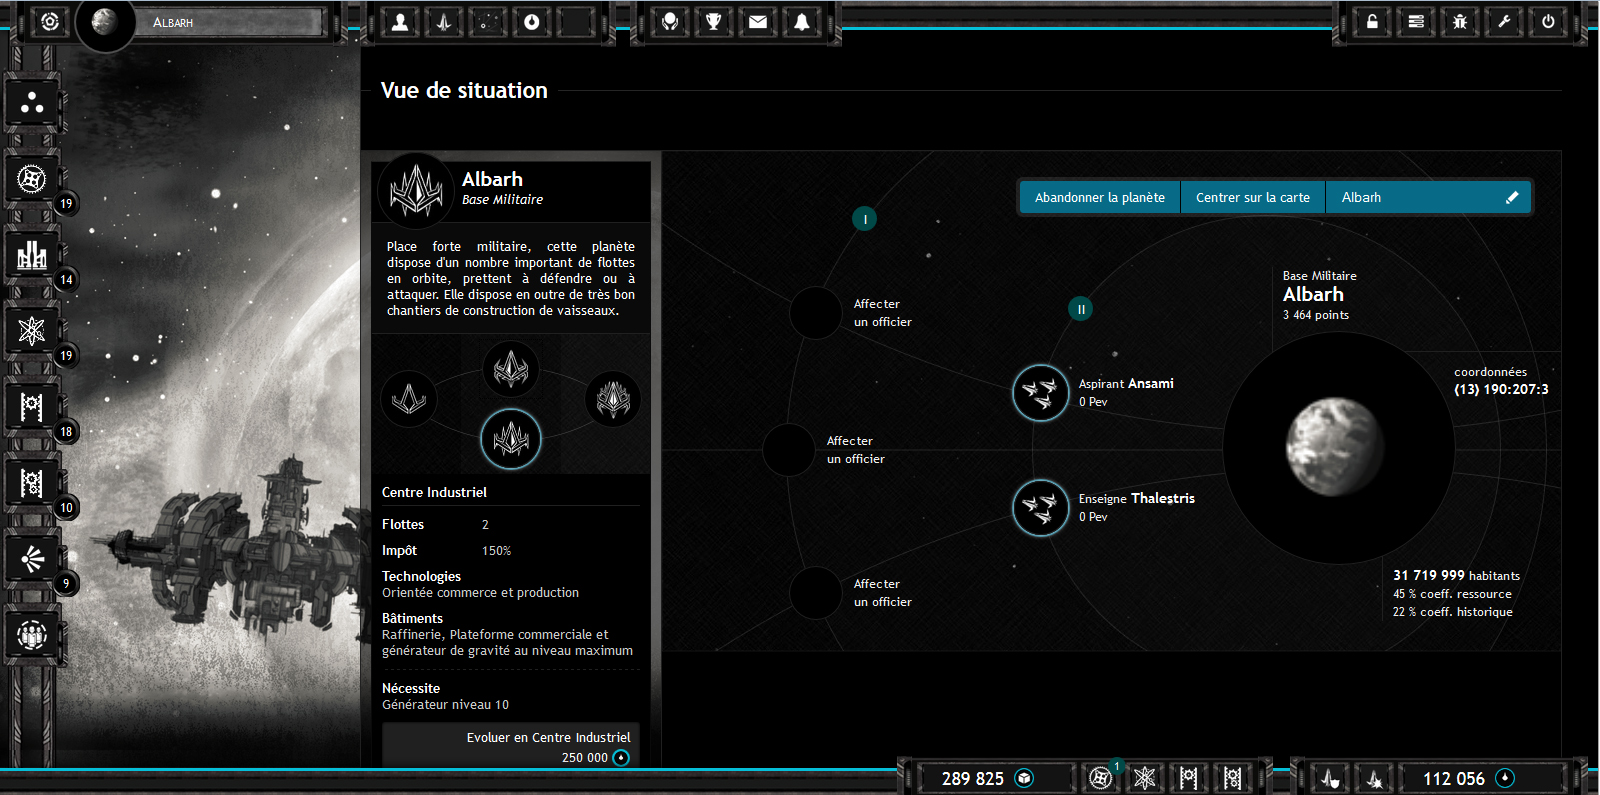 Albarh
Vue de situation
Albarh
Base Militaire
Place forte militaire, cette planète
dispose d'un nombre important de flottes
en orbite, prettent à défendre ou à
attaquer. Elle dispose en outre de très bon
chantiers de construction de vaisseaux.
Centre Industriel
Flottes 2
Impôt 150%
Technologies
Orientée commerce et production
Bâtiments
Raffinerie, Plateforme commerciale et
générateur de gravité au niveau maximum
Nécessite
Générateur niveau 10
Evoluer en Centre Industriel
250 000
19
14
19
18
10
9
I
II
Abandonner la planète
Centrer sur la carte
Albarh
Affecter
un officier
Affecter
un officier
Affecter
un officier
Aspirant Ansami
0 Pev
Enseigne Thalestris
0 Pev
Base Militaire
Albarh
3 464 points
coordonnées
(13) 190:207:3
31 719 999 habitants
45 % coeff. ressource
22 % coeff. historique
289 825
1
112 056